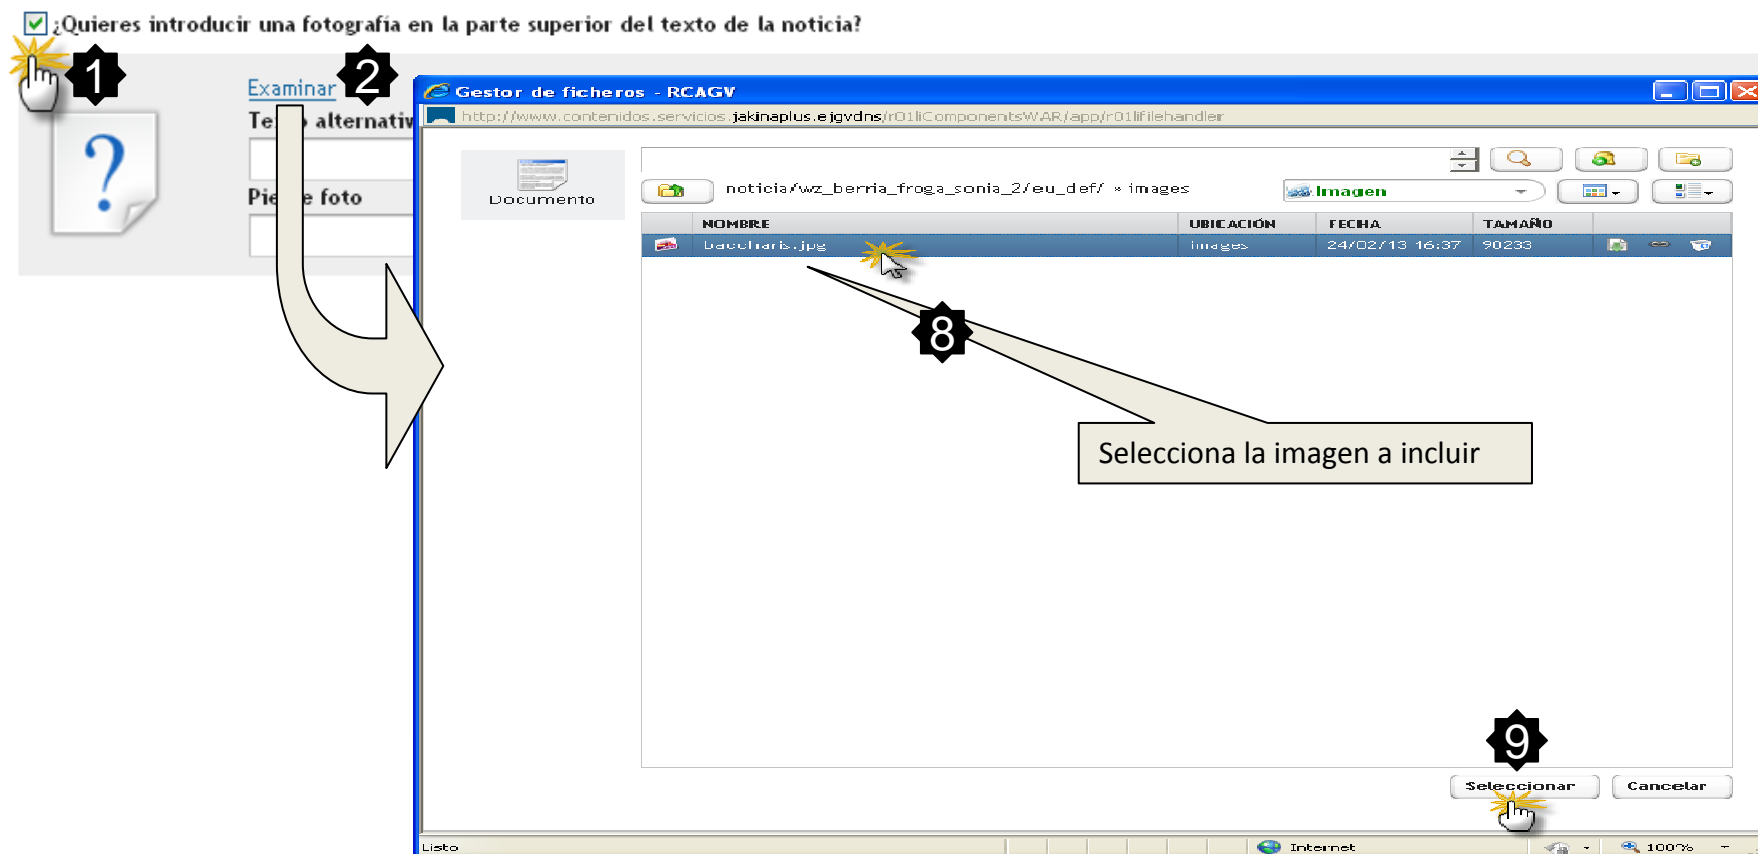 ¿Quieres introducir una fotografía en la parte superior del texto de la noticia?
1
Examinar
2
alternativ
foto
Gestor de ficheros - RCAGV
http://www.contenidos.servicios.jakinaplus.ejgvdns/r01liComponentsWAR/app/r01lifilehandler
Documento
noticia/wz_berria_froga_sonia_2/eu_def/ » images
Imagen
NOMBRE UBICACIÓN FECHA TAMAÑO
baccharis.jpg images 24/02/13 16:37 90233
8
Selecciona la imagen a incluir
9
Seleccionar Cancelar
Listo Internet 100%